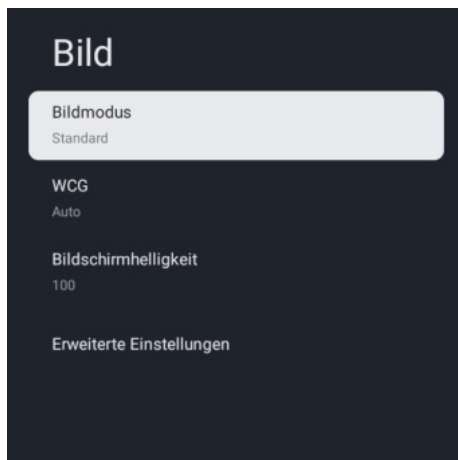 Bild
Bildmodus
Standard
WCG
Auto
Bildschirmhelligkeit
100
Erweiterte Einstellungen